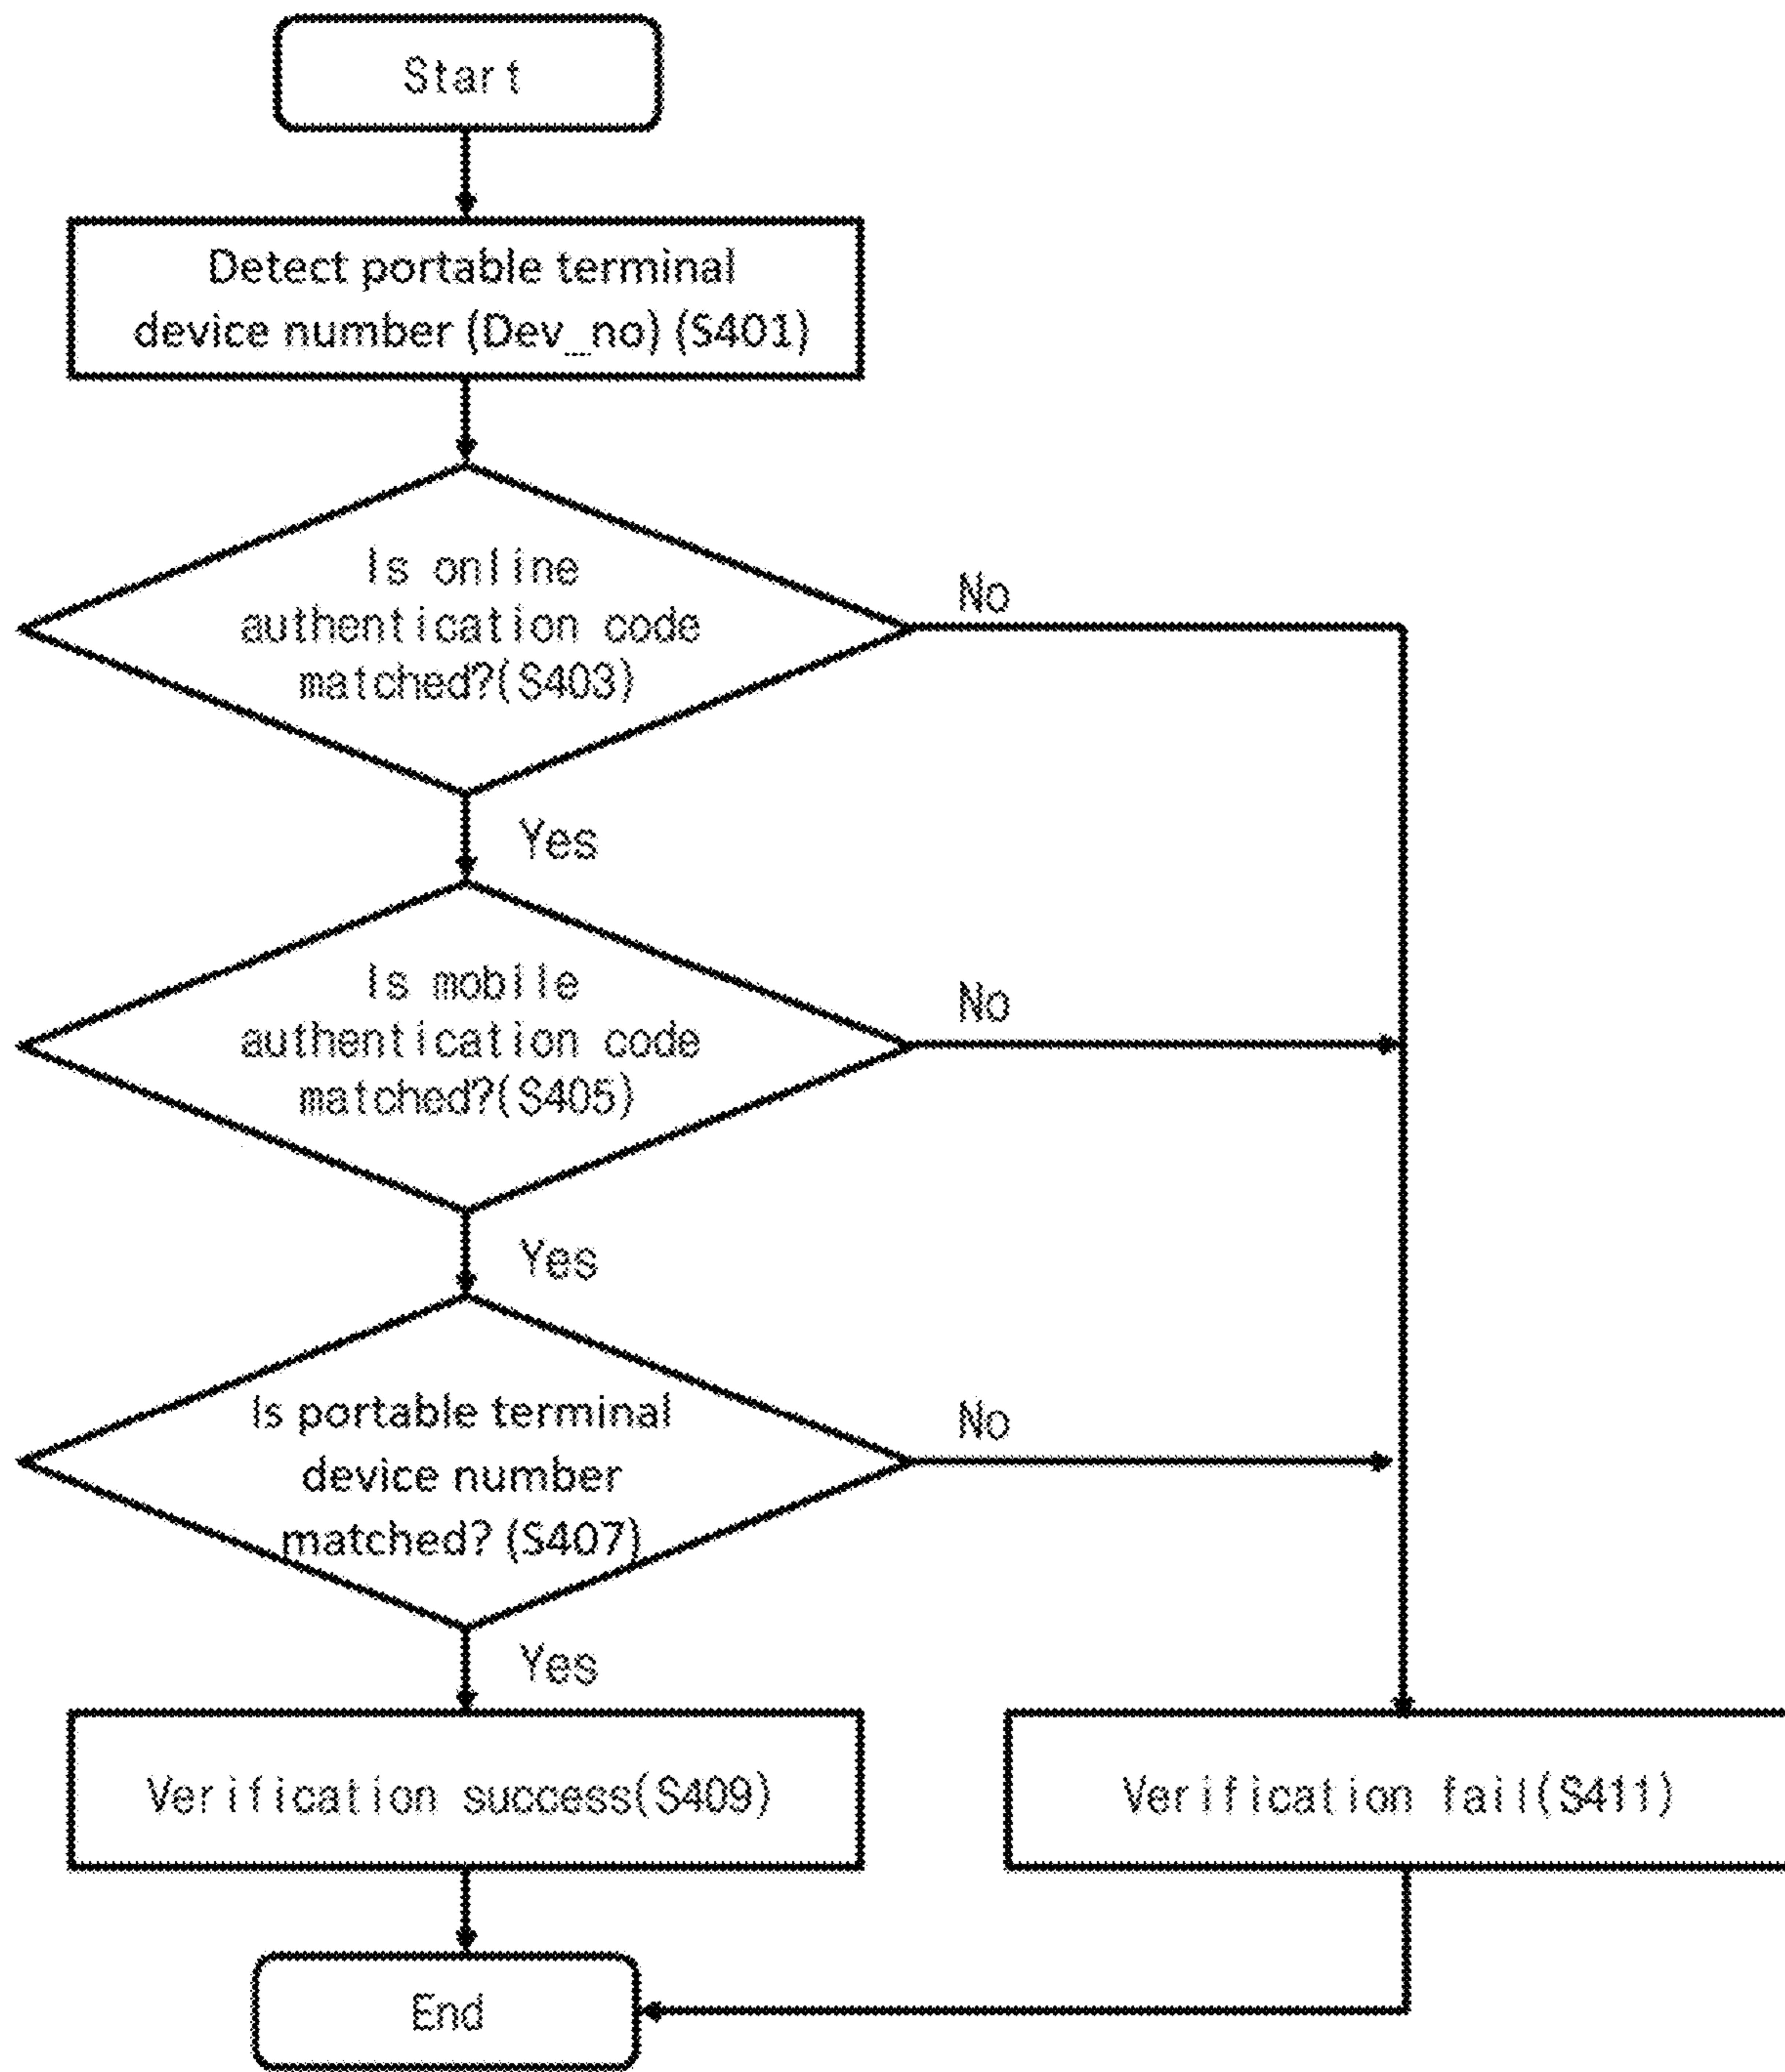 Start
Detect portable terminal
device number (Dev_no) (S401)
Is online
authentication code
matched?(S403)
No
Yes
Is mobile
authentication code
matched?(S405)
No
Yes
Is portable terminal
device number
matched? (S407)
No
Yes
Verification success(S409)
Verification fail(S411)
End